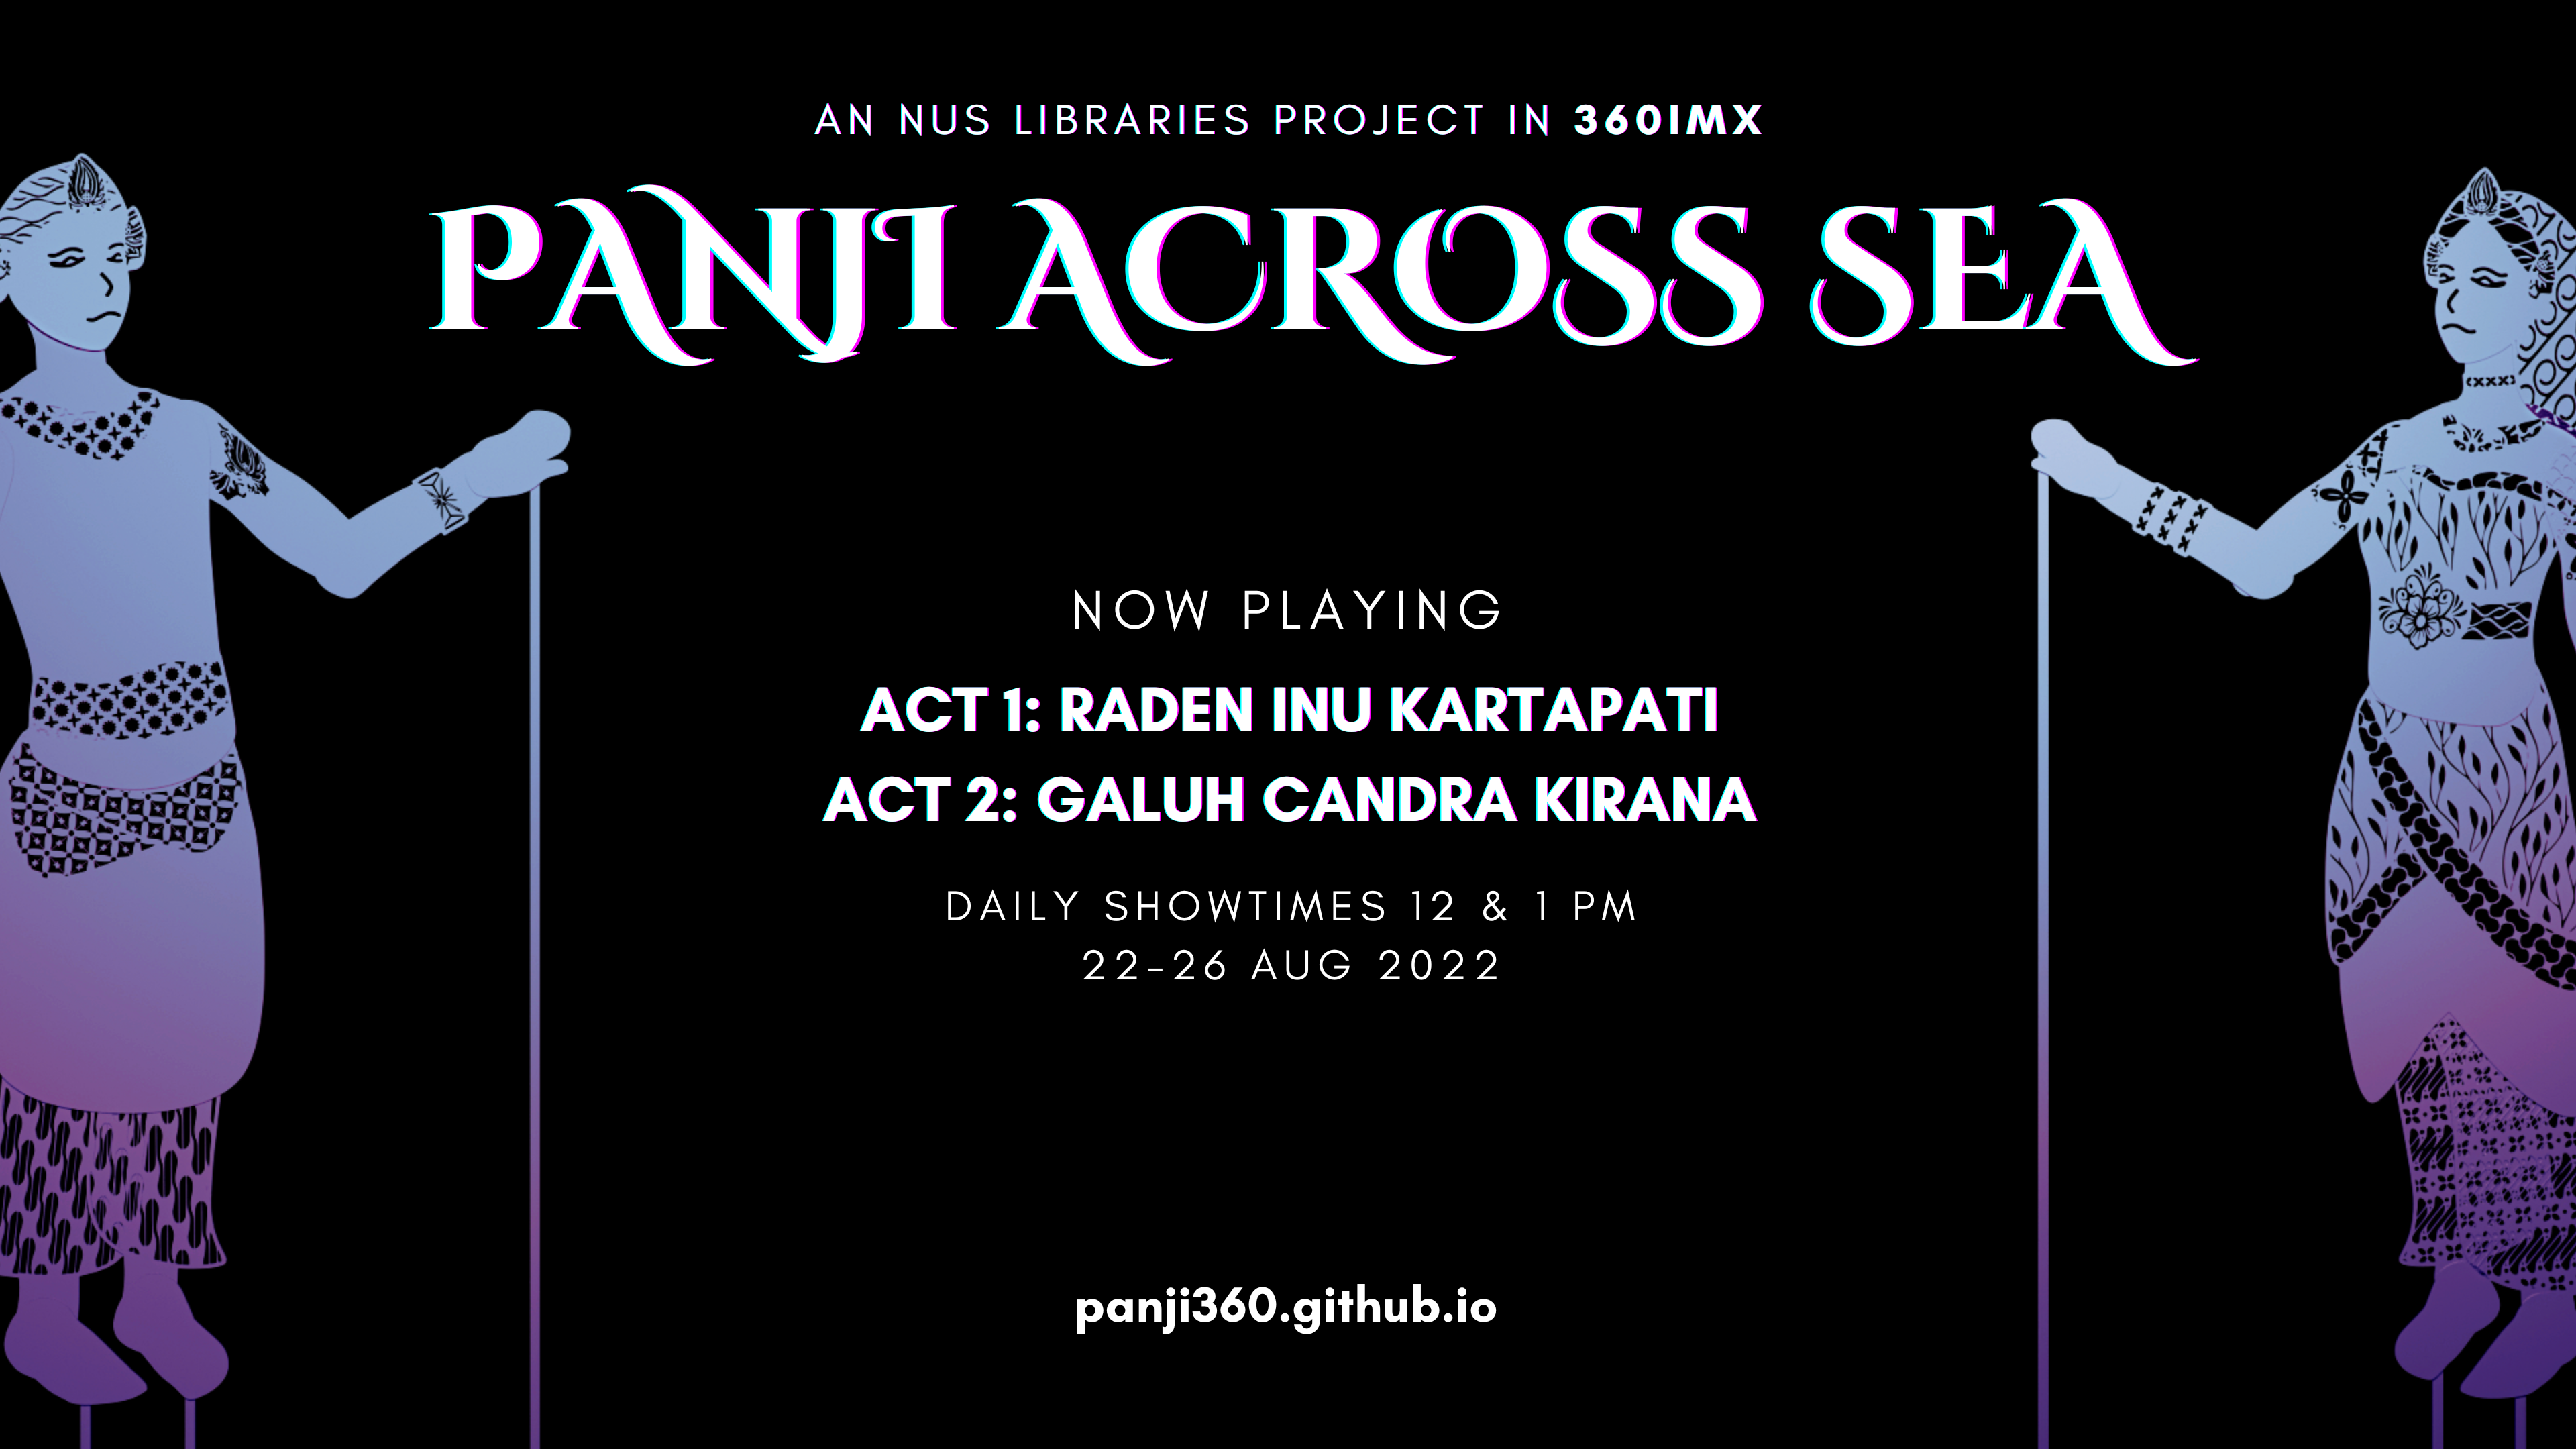 AN NUS LIBRARIES PROJECT IN 360IMX
PANJI ACROSS SEA
NOW PLAYING
ACT 1: RADEN INU KARTAPATI
ACT 2: GALUH CANDRA KIRANA
DAILY SHOWTIMES 12 & 1 PM
22-26 AUG 2022
panji360.github.io